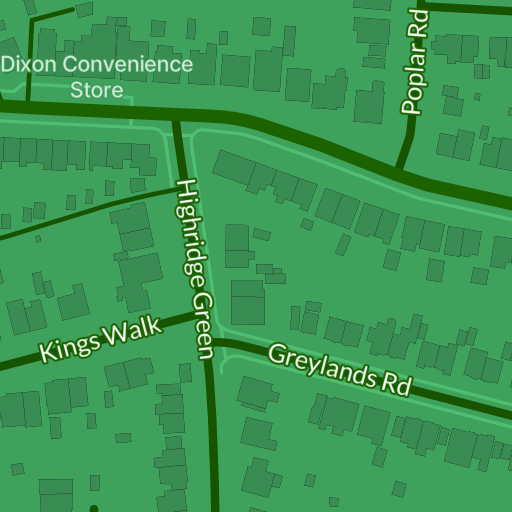 Dixon Convenience
Store
Poplar Rd
Highridge Green
Kings Walk
Greylands Rd